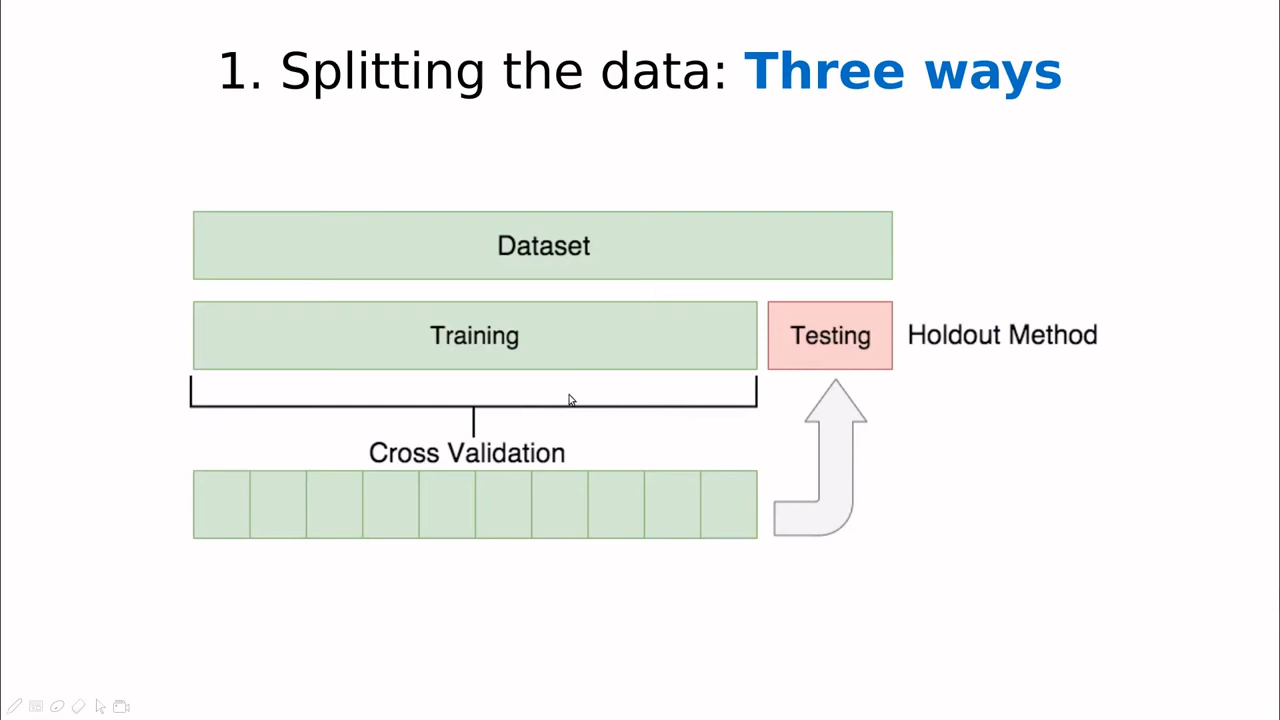 1. Splitting the data: Three ways
Dataset
Training
Testing
Holdout Method
Cross Validation